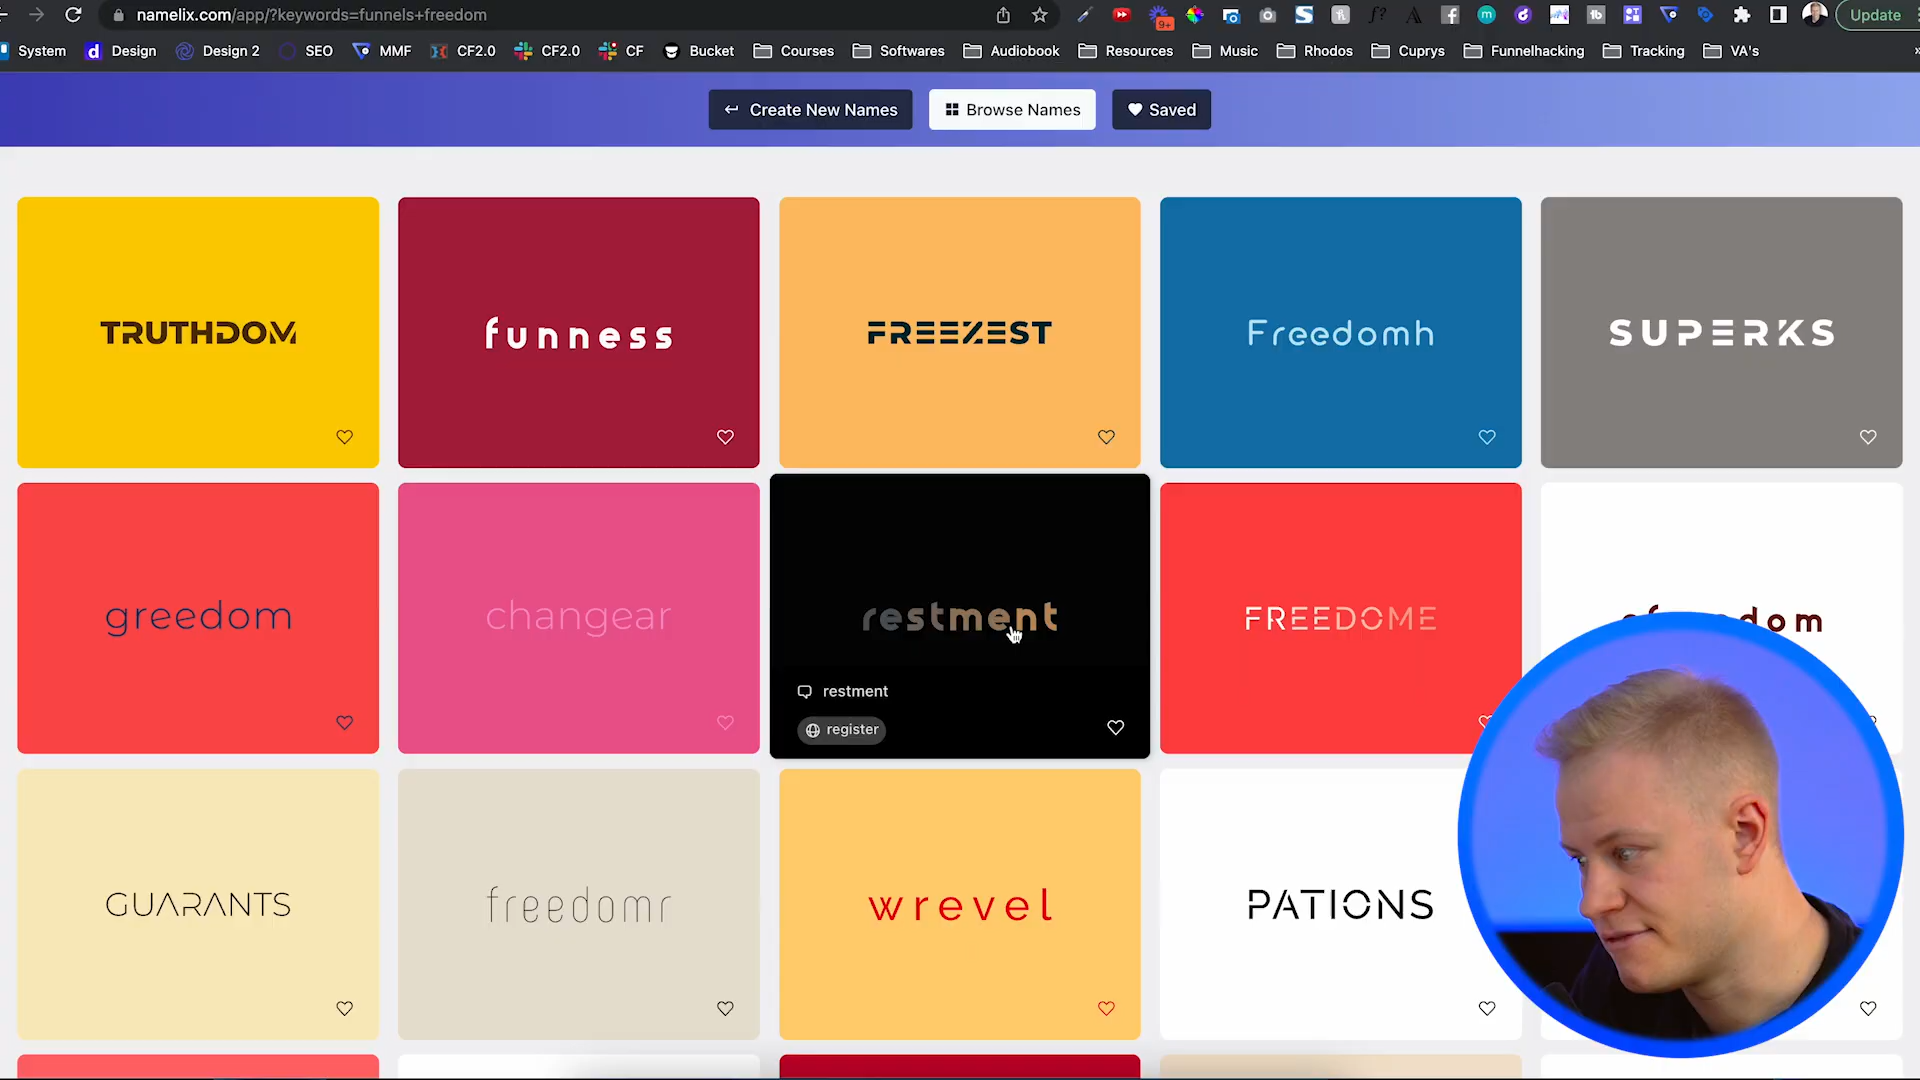 namelix.com/app/?keywords=funnels+freedom
9+
Update
System
Design
Design 2
SEO
MMF
CF2.0
CF2.0
CF
Bucket
Courses
Softwares
Audiobook
Resources
Music
Rhodos
Cuprys
Funnelhacking
Tracking
VA's
Create New Names
Browse Names
Saved
TRUTHDOM
funness
FREEZEST
Freedomh
SUPERKS
greedom
changear
restment
FREEDOME
restment
register
GUARANTS
freedomr
wrevel
PATIONS